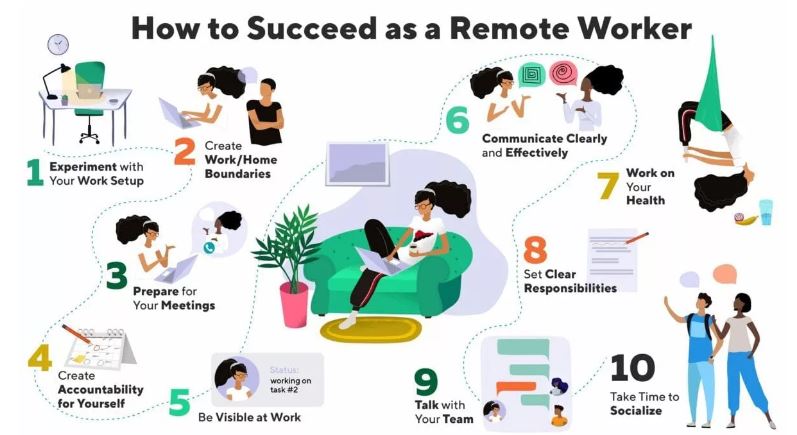 How to Succeed as a Remote Worker
1
Experiment with
Your Work Setup
2
Create
Work/Home
Boundaries
3
Prepare for
Your Meetings
4
Create
Accountability
for Yourself
5
Be Visible at Work
Status:
working on
task #2
6
Communicate Clearly
and Effectively
7
Work on
Your
Health
8
Set Clear
Responsibilities
9
Talk with
Your Team
10
Take Time to
Socialize